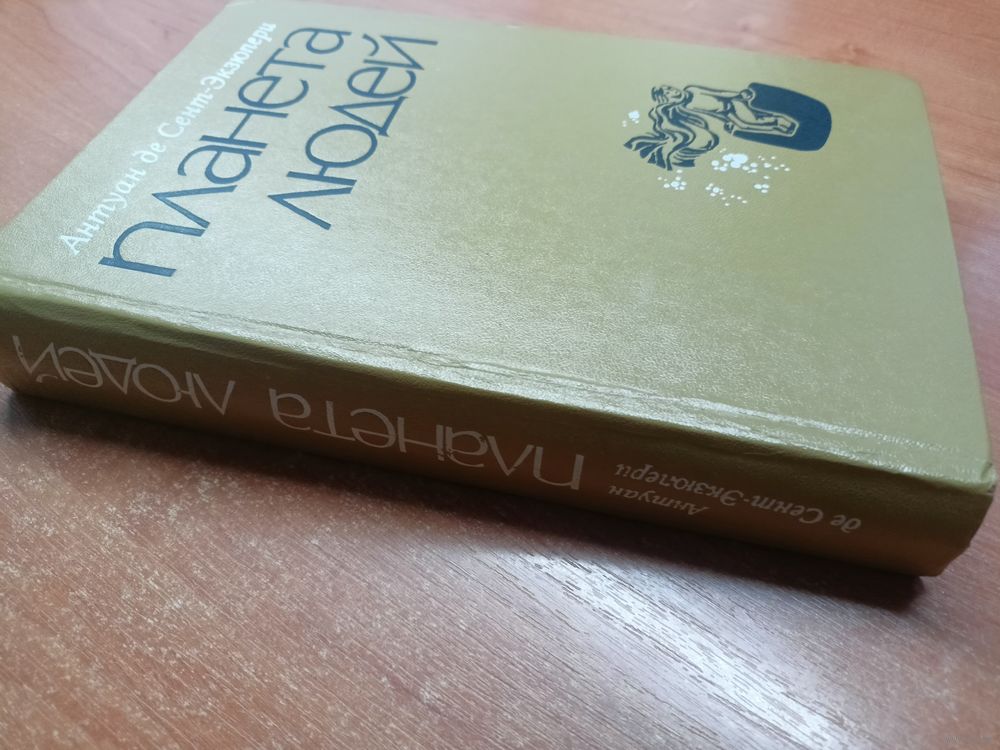 Антуан де Сент-Экзюпери
планета
людей
Антуан
де Сент-Экзюпери
планета людей